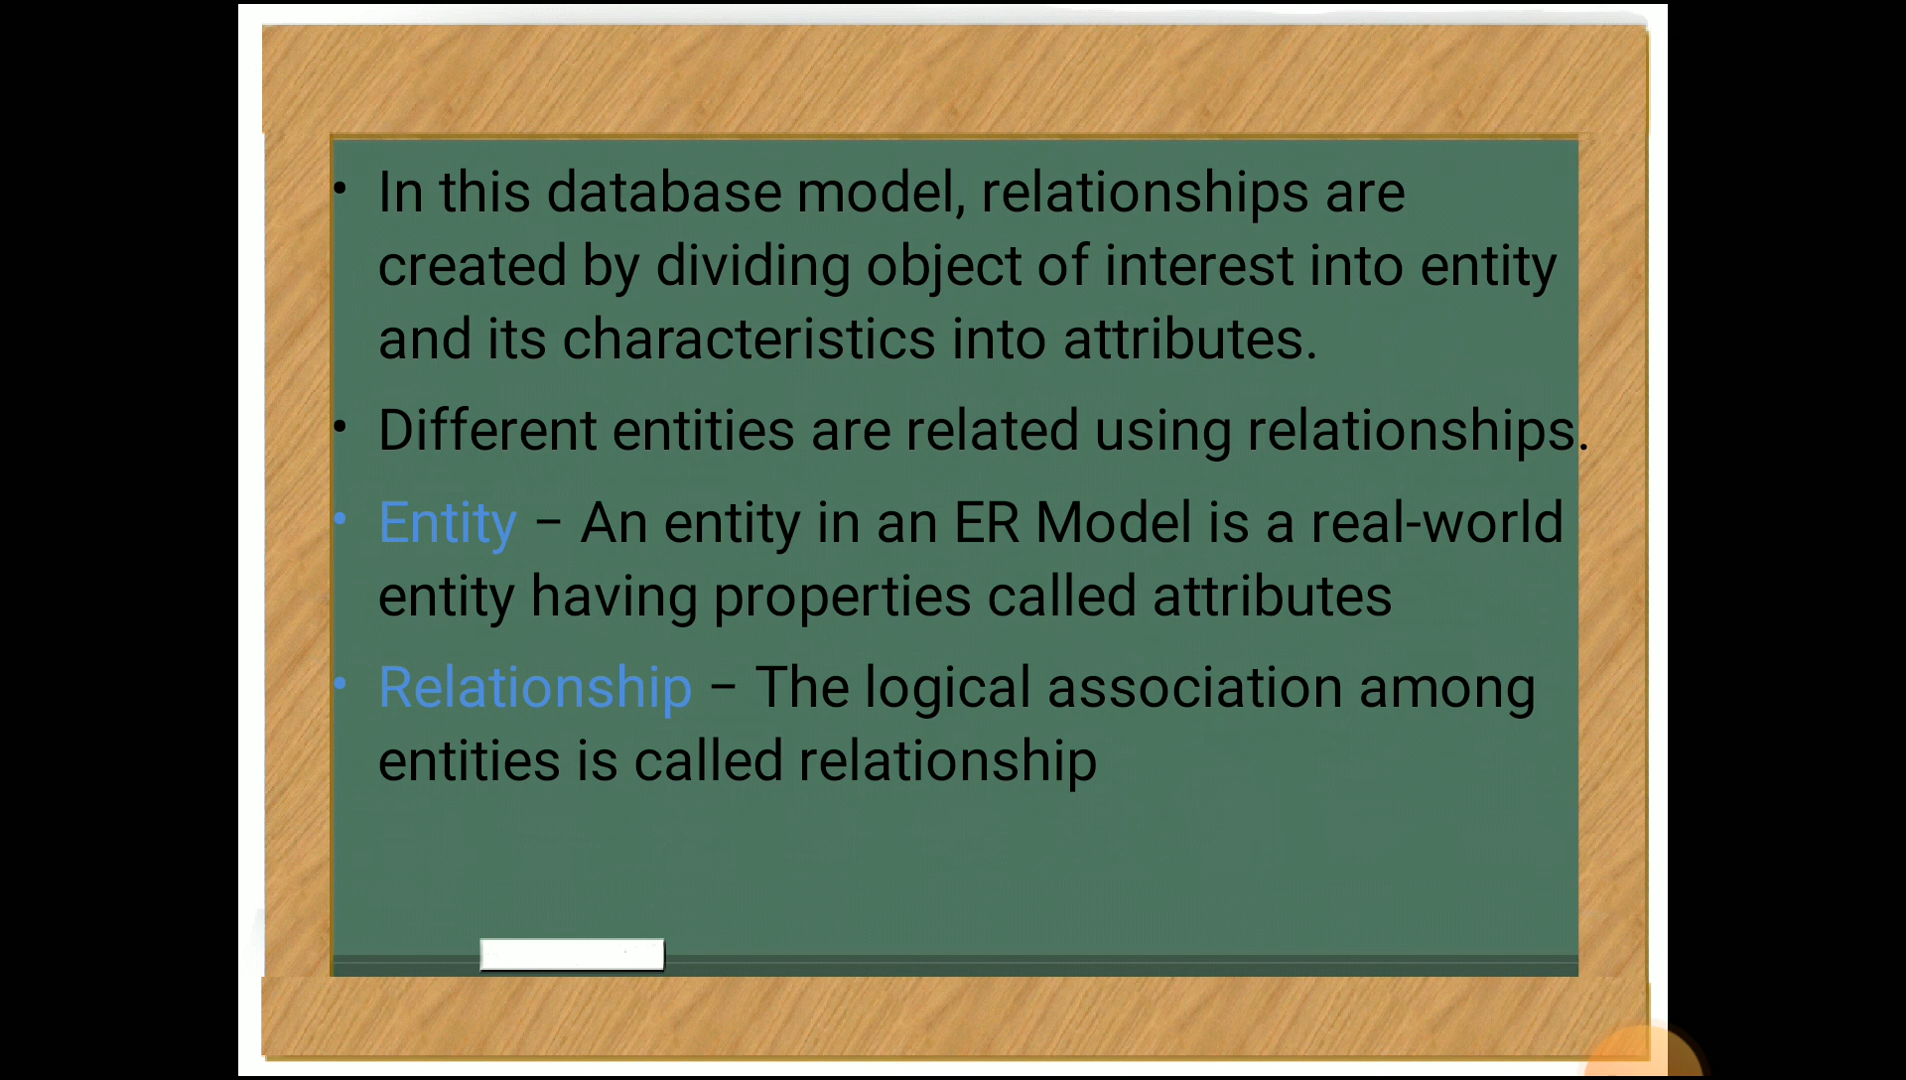 • In this database model, relationships are
created by dividing object of interest into entity
and its characteristics into attributes.
• Different entities are related using relationships.
• Entity – An entity in an ER Model is a real-world
entity having properties called attributes
• Relationship – The logical association among
entities is called relationship